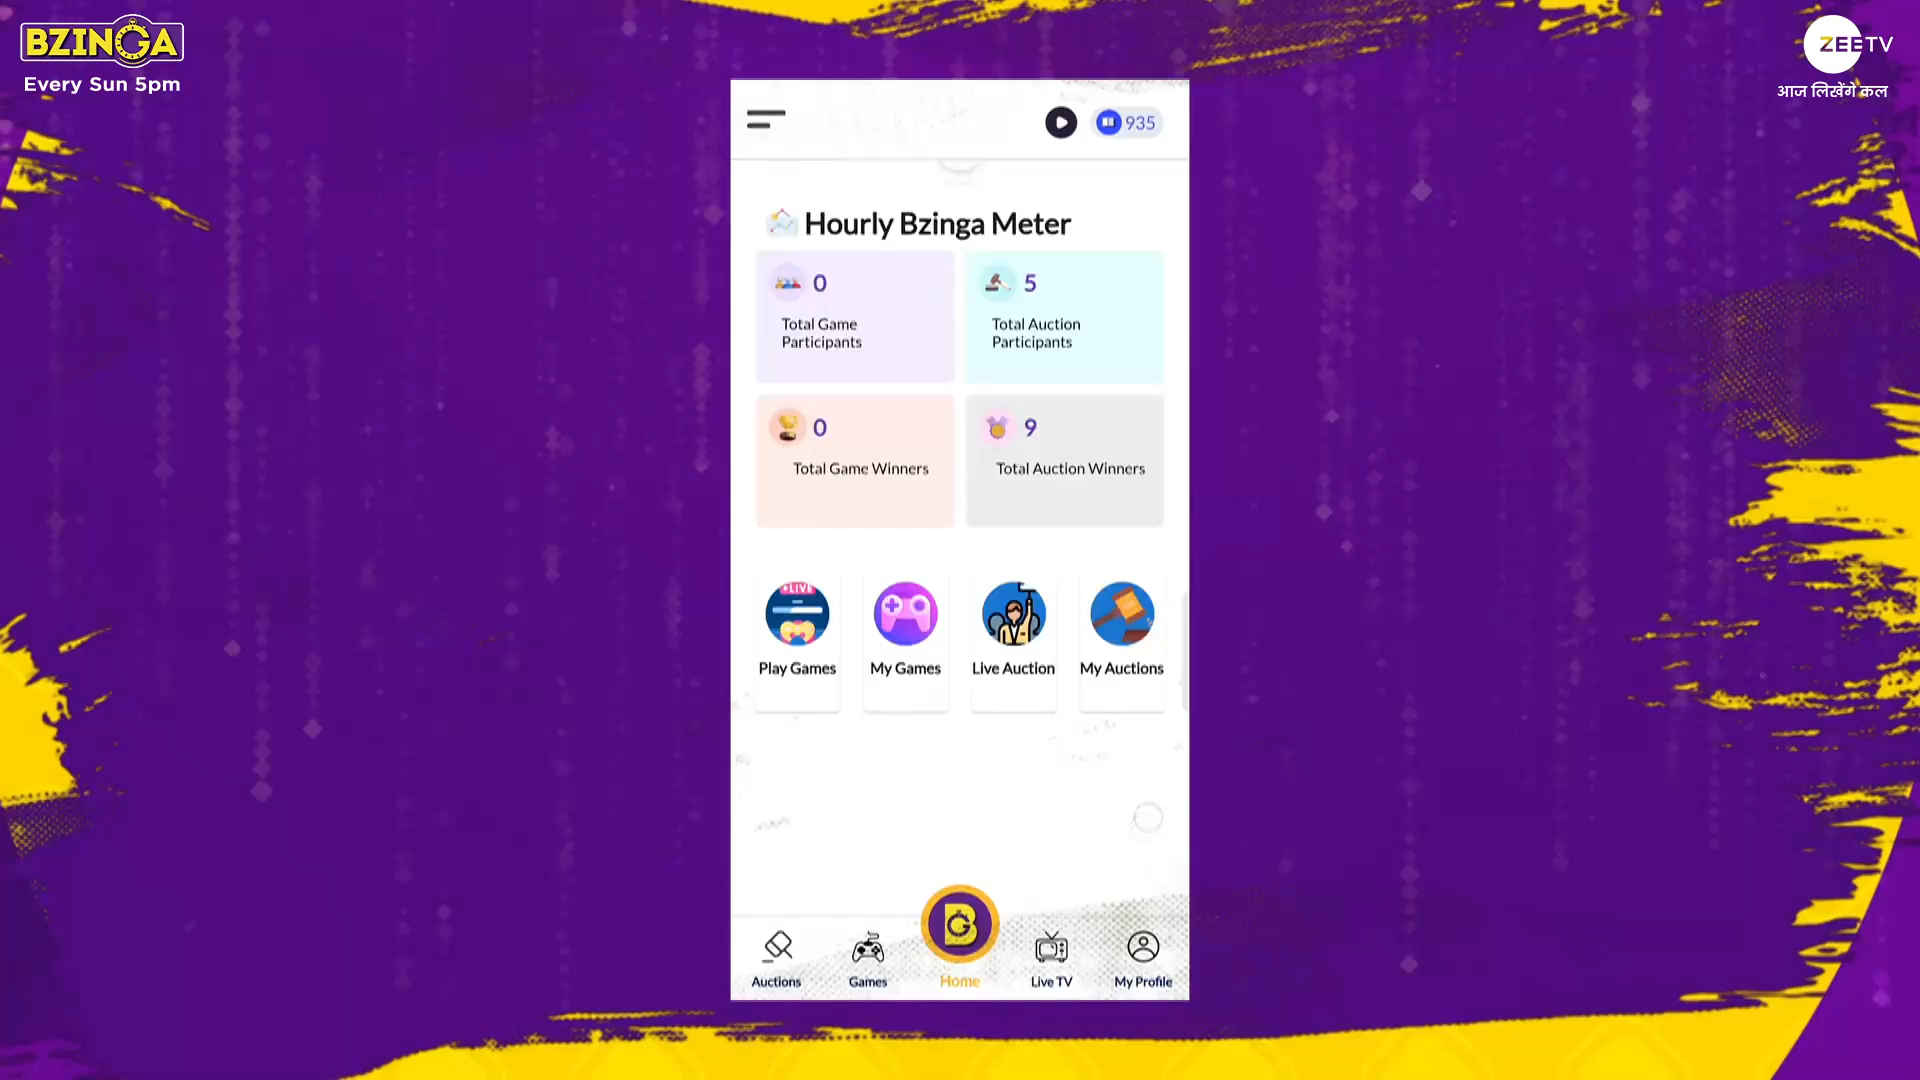 BZINGA
Every Sun 5pm
ZEETV
आज लिखेंगे कल
935
Hourly Bzinga Meter
0
Total Game
Participants
5
Total Auction
Participants
0
Total Game Winners
9
Total Auction Winners
LIVE
Play Games
My Games
Live Auction
My Auctions
Auctions
Games
Home
Live TV
My Profile